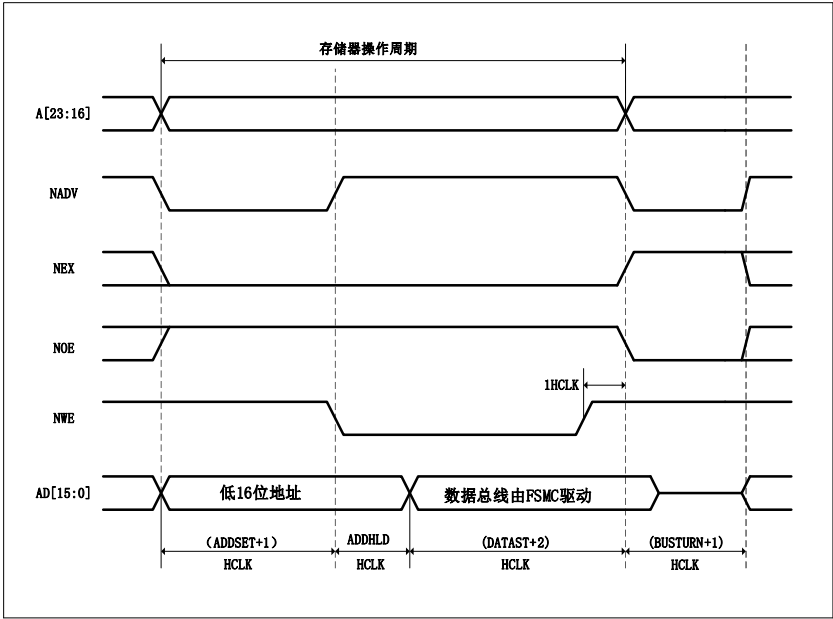 存储器操作周期
A[23:16]
NADV
NEX
NOE
1HCLK
NWE
AD[15:0]
低16位地址
数据总线由FSMC驱动
(ADDSET+1)
ADDHLD
(DATAST+2)
(BUSTURN+1)
HCLK
HCLK
HCLK
HCLK